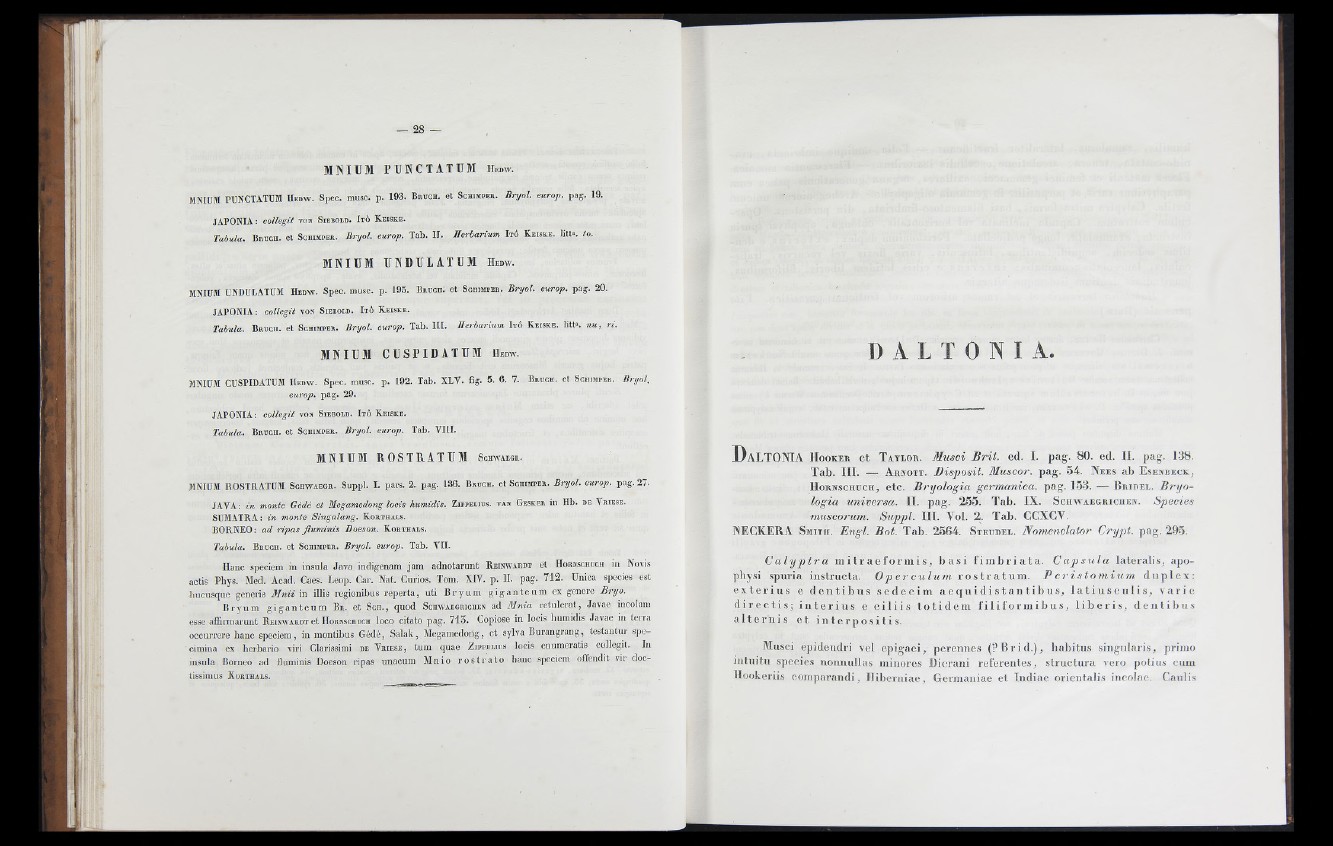 — 28 —
MNIUM PUNCTATUM Hedw.
MNIUM PUNCTATUM Hedw. Spec. musc. p. 193. Bruch. et Schimper. Bryol. europ. pag. 19.
JAPONIA: collegit von Siebold. Itô Keiske.
Tabula. Bruch. et Schimper. Bryol. europ. Tab. II. Herbarium Itô Keiske. litta. to.
MNIUM UNDULATUM Hedw.
MNIUM UNDULATUM Hedw. Spec. musc. p. 195. Bruch. et Schimper. Bryol. europ. pag. 20.
JAPONIA: collegit von Siebold. Itô Keiske.
Tabula. Bruch. et Schimper. Bryol. europ. Tab. III. Herbarium Itô Keiske. litta. nu, ri.
MNIUM CUSPIDATUM Hedw.
MNIUM CUSPIDATUM Hedw. Spec. musc. p. 192. Tab. XLV. fig. 5. 6. 7. Bruch. et Schimper. Bryol.
europ. pag. 29.
JAPONIA: collegit von Siebold. Itô Keiske.
Tabula. Bruch. et Schimper. Bryol. europ. Tab. VIII.
MNIUM ROSTRATUM Schwaegr.
MNIUM ROSTRATUM Schwaegr. Suppl. I. pars. 2. pag. 136. Bruch. et Schimper. Bryol. europ. pag. 27.
JAVA: in monte Gedé et Megamedong locis humidis. Zippelius. van Gesker in Hb. de Vriese.
SUMATRA: in monte Singalang. Korthals.
BORNEO: ad ripas fluminis Doeson. Korthals.
Tabula. Bruch. et Schimper. Bryol. europ. Tab. VII.
Hanc speciem in insula Java indigenam jam adnotarunt Reinwardt et Hornschuch in Novis
actis Phys. Med. Acad. Caes. Leop. Car. Nat. Curios. Tom. XIV. p. II. pag. 712. Unica species est
hucusque generis Mnii in illis regionibus reperta, uti Bryum giganteum ex genere Bryo.
Bryum giganteum Br. et Sch., quod Schwaegrichen ad Mnia retulerat, Javae incolam
esse affirmarunt Reinwardt et Hornschuch loco citato pag. 715. Copiose in locis humidis Javae in terra
occurrere hanc speciem, in montibus Gédé, Salak, Megamedong, et sylva Burangrang, testantur spe-
cimina ex herbario viri Clarissimi de Vriese, tum quae Zippelius locis enumeratis collegit. In
insula Borneo ad fluminis Doeson ripas unacum Mnio rostrato hanc speciem offendit vir doc-
tissimus Korthals.
DALTONIA.
DALTONIA Hooker et Taylor. Musci Brit. ed. I. pag. 80. ed. II. pag. 138.
Tab. III. — Arnott. Disposit. Muscor. pag. 54. Nees ab Esenbeck,
Hornschuch, etc. Bryologia germanica. pag. 153. — Bridel. Bryo-
logia universa. II. pag. 255. Tab. IX. Schwaegrichen. Species
muscorum. Suppl. III. Vol. 2. Tab. CCXCV.
NECKERA Smith. Engl. Bot. Tab. 2564. Steudel. Nomenclator Crypt. pag. 295.
Calyptra mitraeformis, basi fimbriata. Capsula lateralis, apo-
physi spuria instructa. Operculum rostratum. Peristomium duplex:
exterius e dentibus sedecim aequidistantibus, latiusculis, varie
directis; interius e ciliis totidem filiformibus, liberis, dentibus
alternis et interpositis.
Musci epidendri vel epigaei, perennes (? Brid.), habitus singularis, primo
intuitu species nonnullas minores Dicrani referentes, structura vero potius cum
Hookeriis comparandi, Hiberniae, Germaniae et Indiae orientalis incolae. Caulis